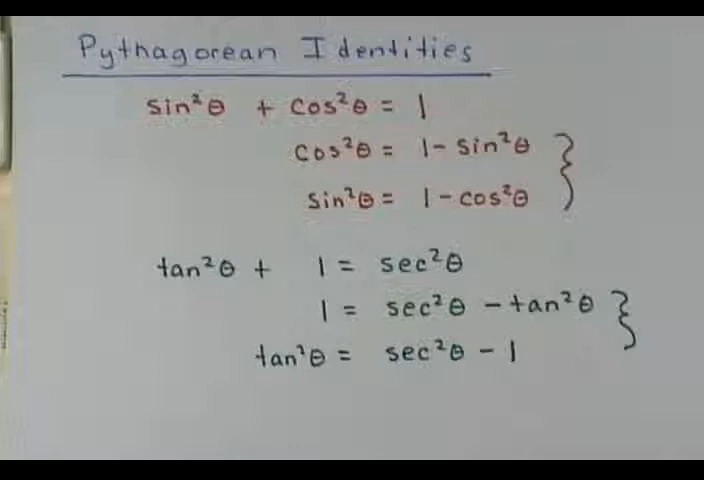 Pythagorean Identities
sin²θ + cos²θ = 1
cos²θ = 1 - sin²θ
sin²θ = 1 - cos²θ
tan²θ + 1 = sec²θ
1 = sec²θ - tan²θ
tan²θ = sec²θ - 1